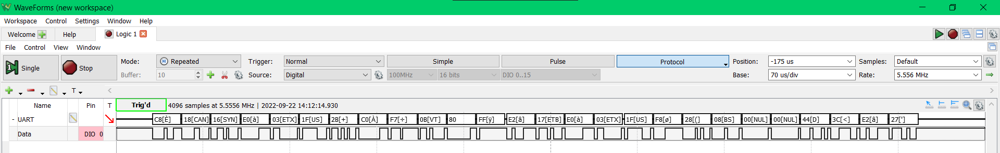 WaveForms (new workspace)
Workspace Control Settings Window Help
Welcome Help Logic 1
File Control View Window
Single Stop Mode: Repeated Trigger: Normal Simple Pulse Protocol Position: -175 us Samples: Default
Buffer: 10 Source: Digital 100MHz 16 bits DIO 0..15 Base: 70 us/div Rate: 5.556 MHz
T
Name Pin T Trig'd 4096 samples at 5.5556 MHz | 2022-09-22 14:12:14.930
- UART C8[È] 18[CAN] 16[SYN] E0[à] 03[ETX] 1F[US] 2B[+] C0[À] F7[÷] 0B[VT] 80 FF[ÿ] E2[â] 17[ETB] E0[à] 03[ETX] 1F[US] F8[ø] 28[(] 08[BS] 00[NUL] 00[NUL] 44[D] 3C[<] E2[â] 27[']
Data DIO 0